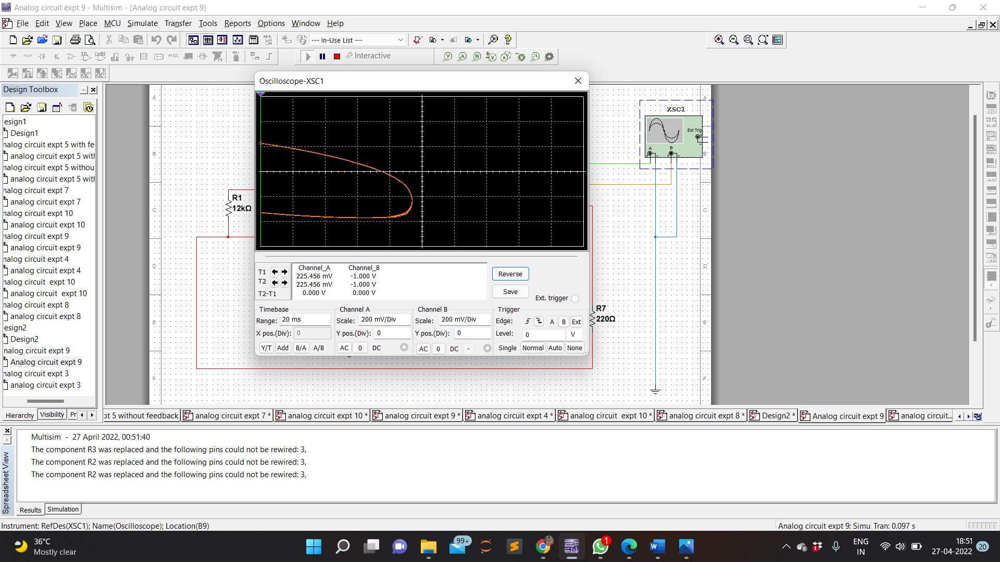 Analog circuit expt 9 - Multisim - [Analog circuit expt 9]
File Edit View Place MCU Simulate Transfer Tools Reports Options Window Help
--- In-Use List ---
MISC
Interactive
Design Toolbox
esign1
Design1
nalog circuit expt 5 with fe
analog circuit expt 5 with
nalog circuit expt 5 withou
analog circuit expt 5 with
nalog circuit expt 7
analog circuit expt 7
nalog circuit expt 10
analog circuit expt 10
nalog circuit expt 9
analog circuit expt 9
nalog circuit expt 4
analog circuit expt 4
nalog circuit expt 10
analog circuit expt 10
nalog circuit expt 8
analog circuit expt 8
esign2
Design2
nalog circuit expt 9
Analog circuit expt 9
nalog circuit expt 3
analog circuit expt 3
Hierarchy Visibility Pr
A
B
C
D
E
F
R1
12kΩ
Oscilloscope-XSC1
T1
T2
T2-T1
Channel_A Channel_B
225.456 mV -1.000 V
225.456 mV -1.000 V
0.000 V 0.000 V
Reverse
Save
Ext. trigger
Timebase Channel A Channel B Trigger
Range: 20 ms Scale: 200 mV/Div Scale: 200 mV/Div Edge: A B Ext
X pos.(Div): 0 Y pos.(Div): 0 Y pos.(Div): 0 Level: 0 V
Y/T Add B/A A/B AC 0 DC AC 0 DC - Single Normal Auto None
XSC1
Ext Trig
A B
R7
220Ω
A
B
C
D
E
F
pt 5 without feedback analog circuit expt 7 * analog circuit expt 10 * analog circuit expt 9 * analog circuit expt 4 * analog circuit expt 10 * analog circuit expt 8 * Design2 * Analog circuit expt 9 analog circuit...
Spreadsheet View
Multisim - 27 April 2022, 00:51:40
The component R3 was replaced and the following pins could not be rewired: 3,
The component R2 was replaced and the following pins could not be rewired: 3,
The component R2 was replaced and the following pins could not be rewired: 3,
Results Simulation
Instrument: RefDes(XSC1); Name(Oscilloscope); Location(B9)
Analog circuit expt 9: Simu Tran: 0.097 s
36°C
Mostly clear
99+
1
1
ENG
IN
18:51
27-04-2022
20